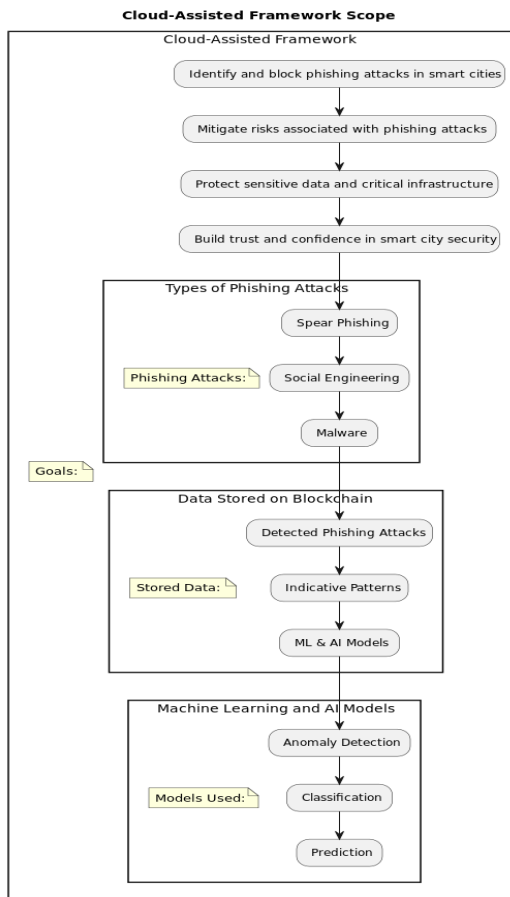 Cloud-Assisted Framework Scope
Cloud-Assisted Framework
Identify and block phishing attacks in smart cities
Mitigate risks associated with phishing attacks
Protect sensitive data and critical infrastructure
Build trust and confidence in smart city security
Types of Phishing Attacks
Spear Phishing
Phishing Attacks:
Social Engineering
Malware
Goals:
Data Stored on Blockchain
Detected Phishing Attacks
Stored Data:
Indicative Patterns
ML & AI Models
Machine Learning and AI Models
Anomaly Detection
Models Used:
Classification
Prediction